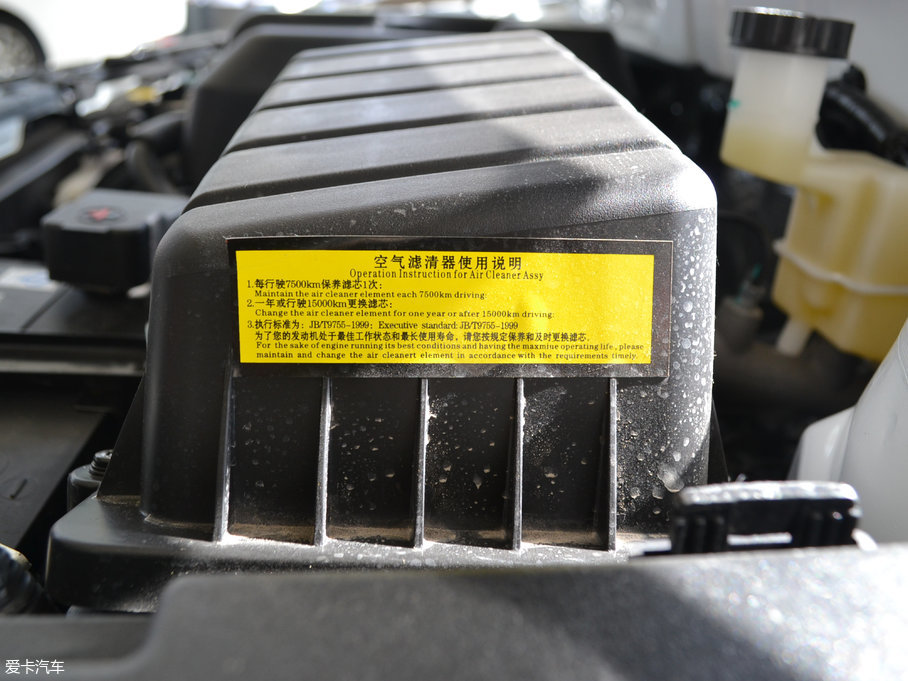 空气滤清器使用说明
Operation Instruction for Air Cleaner Assy
1.每行驶7500km保养滤芯1次;
Maintain the air cleaner element each 7500km driving;
2.一年或行驶15000km更换滤芯;
Change the air cleaner element for one year or after 15000km driving;
3.执行标准为：JB/T9755-1999; Executive standard: JB/T9755-1999
为了您的发动机处于最佳工作状态和最长使用寿命，请您按规定保养和及时更换滤芯。
For the sake of engine running its best conditions and having the maxmiue operating life, please
maintain and change the air cleanert element in accordance with the requirements timely.
爱卡汽车